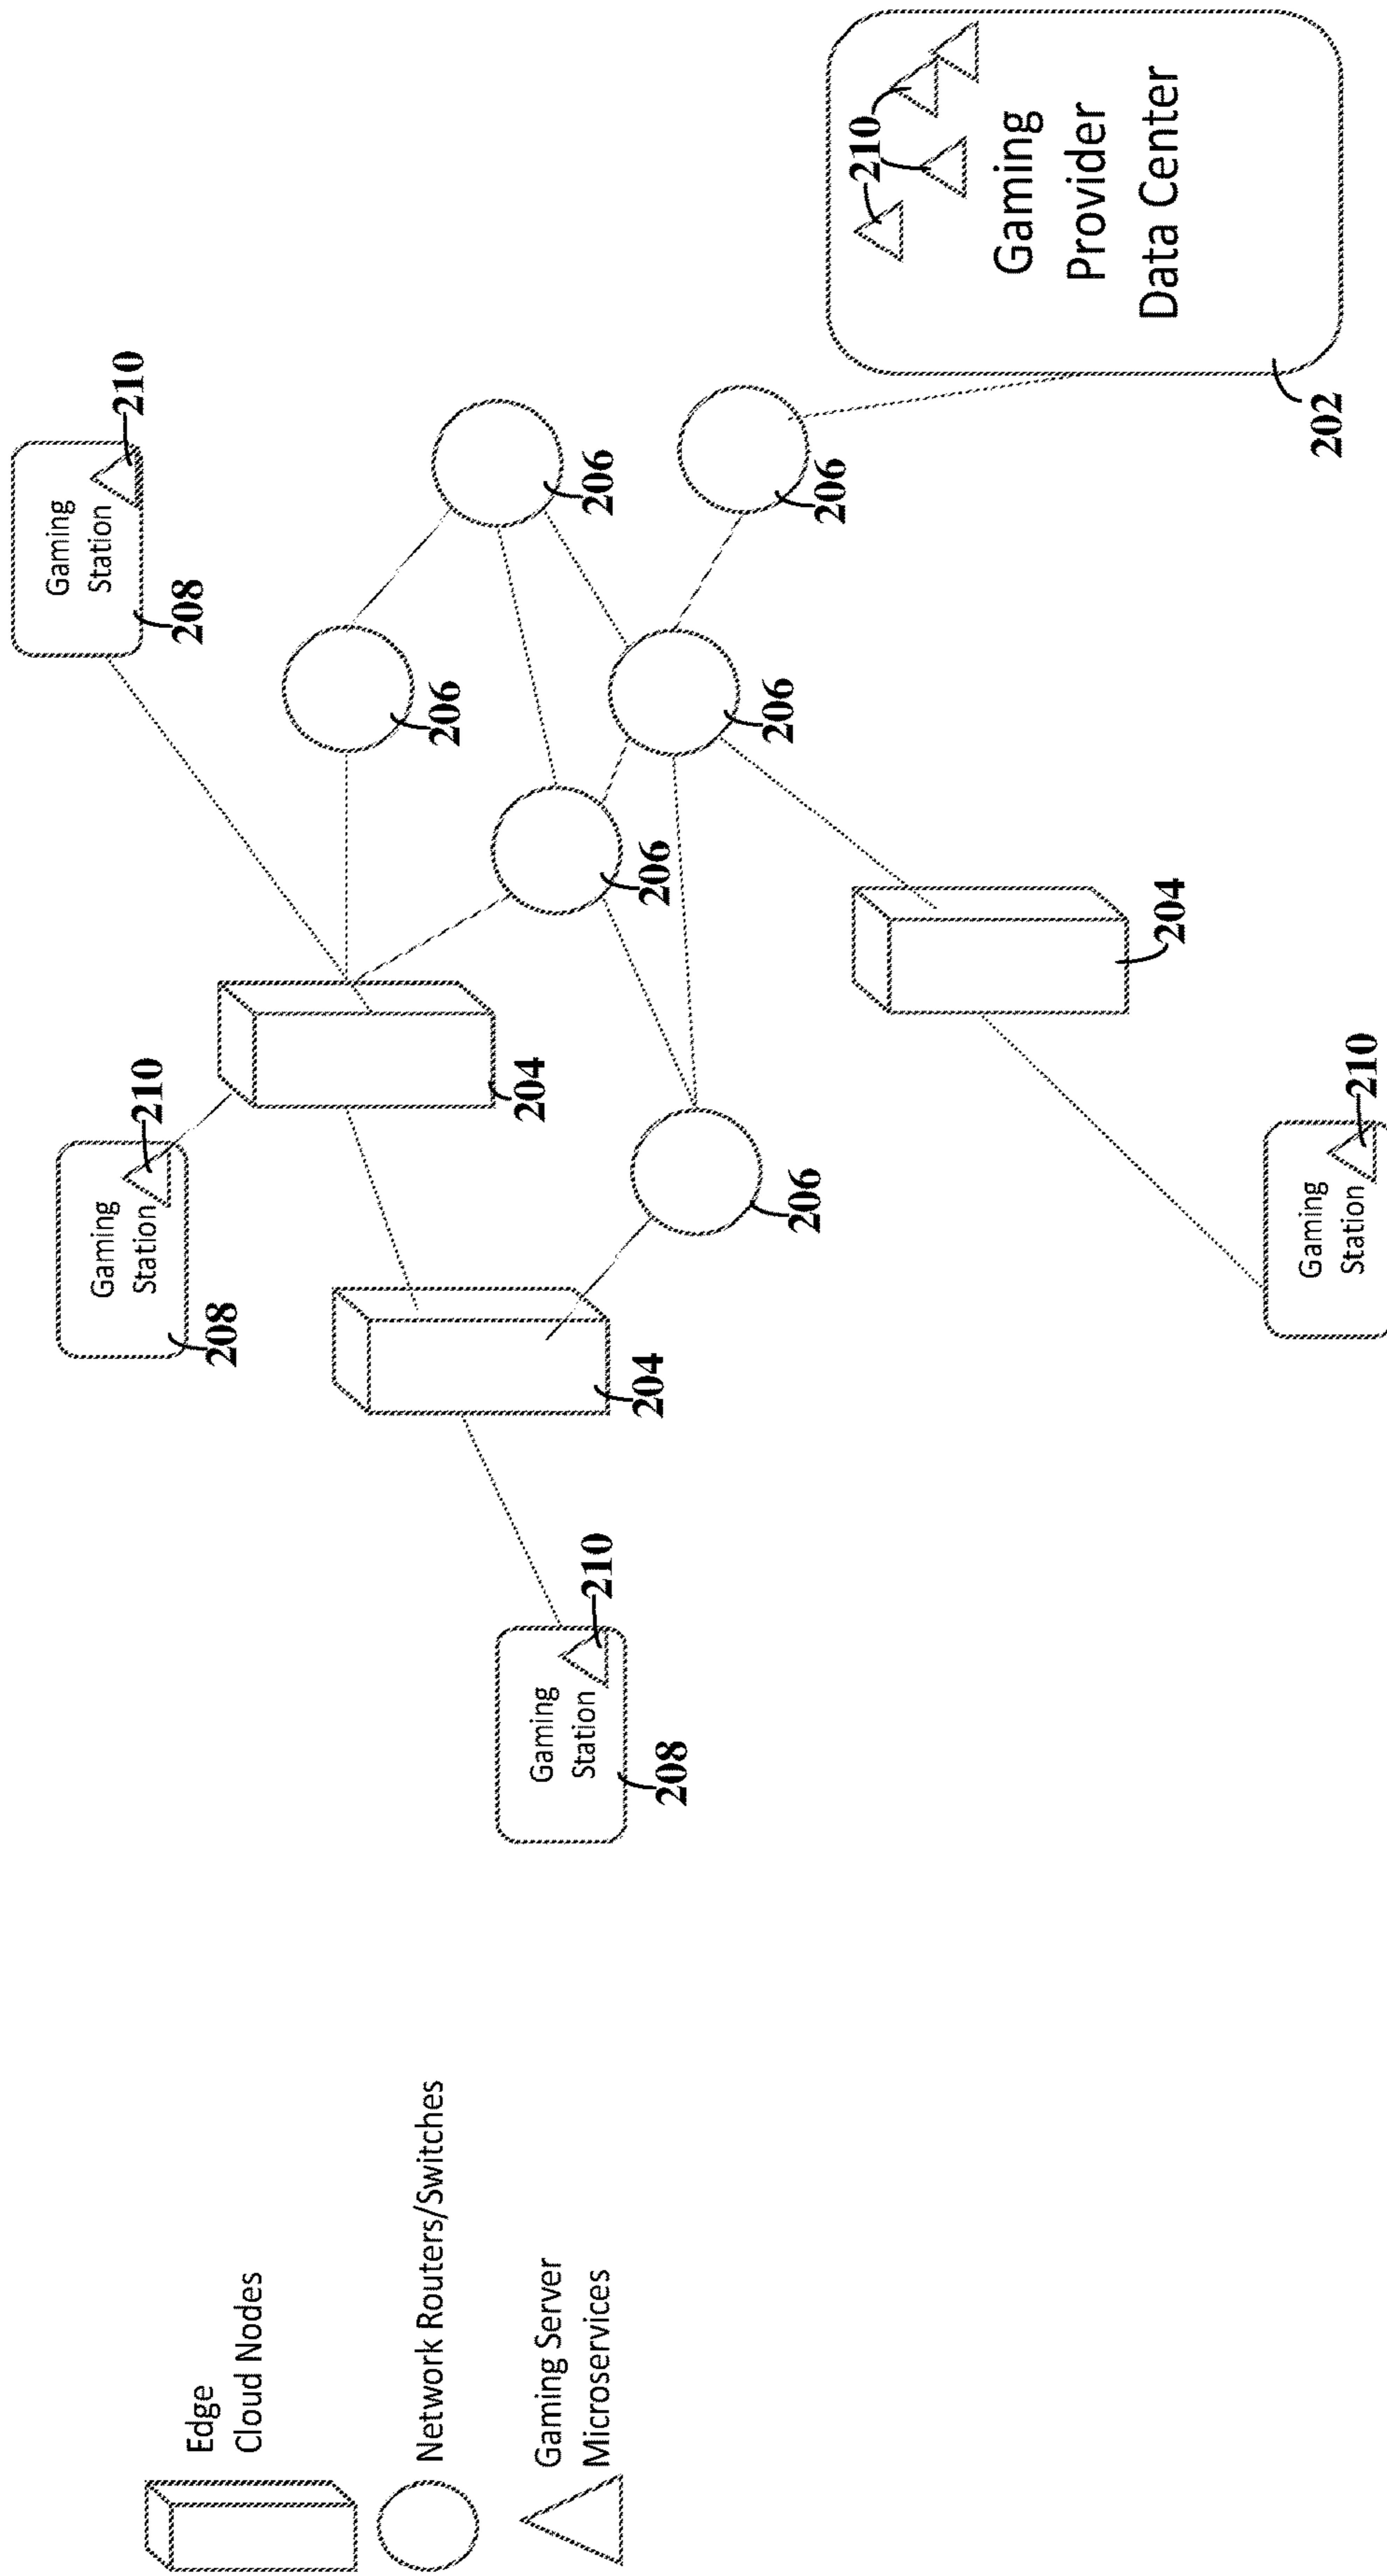 Edge
Cloud Nodes
Network Routers/Switches
Gaming Server
Microservices
Gaming
Station
210
208
Gaming
Station
210
208
Gaming
Station
210
208
Gaming
Station
210
204
204
204
206
206
206
206
206
206
210
Gaming
Provider
Data Center
202